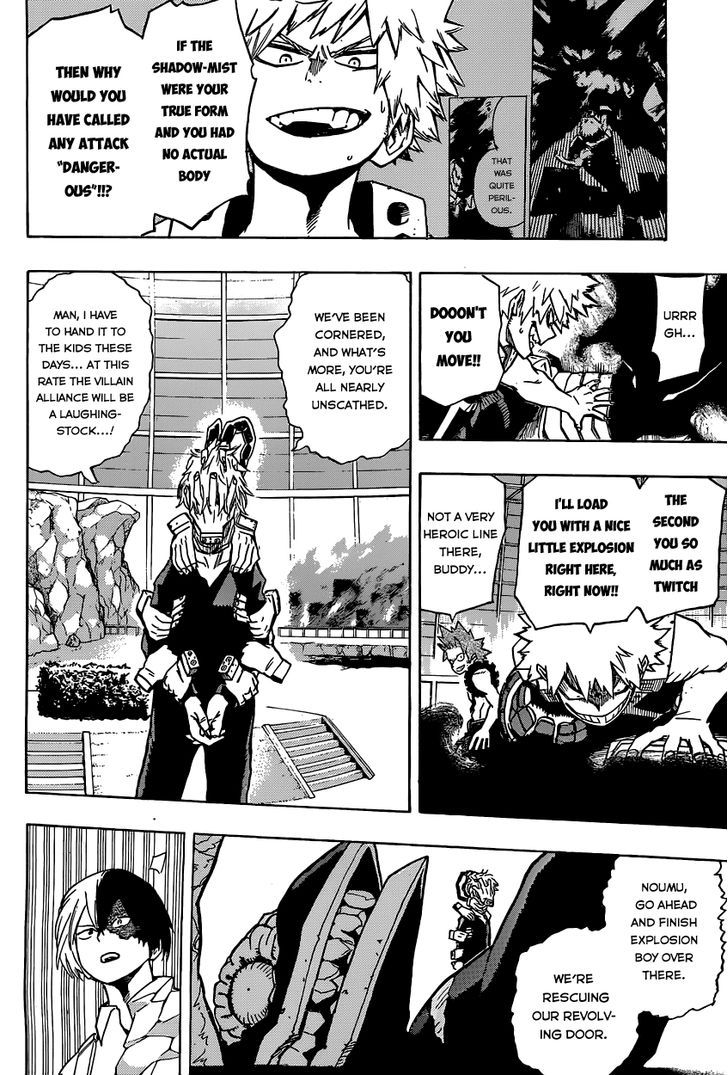 IF THE
SHADOW-MIST
WERE YOUR
TRUE FORM
AND YOU HAD
NO ACTUAL
BODY
THEN WHY
WOULD YOU
HAVE CALLED
ANY ATTACK
"DANGER-
OUS"!!?
THAT
WAS
QUITE
PERIL-
OUS.
URRR
GH...
DOOON'T
YOU
MOVE!!
THE
SECOND
YOU SO
MUCH AS
TWITCH
I'LL LOAD
YOU WITH A NICE
LITTLE EXPLOSION
RIGHT HERE,
RIGHT NOW!!
NOT A VERY
HEROIC LINE
THERE,
BUDDY...
WE'VE BEEN
CORNERED,
AND WHAT'S
MORE, YOU'RE
ALL NEARLY
UNSCATHED.
MAN, I HAVE
TO HAND IT TO
THE KIDS THESE
DAYS... AT THIS
RATE THE VILLAIN
ALLIANCE WILL BE
A LAUGHING-
STOCK...!
NOUMU,
GO AHEAD
AND FINISH
EXPLOSION
BOY OVER
THERE.
WE'RE
RESCUING
OUR REVOLV-
ING DOOR.